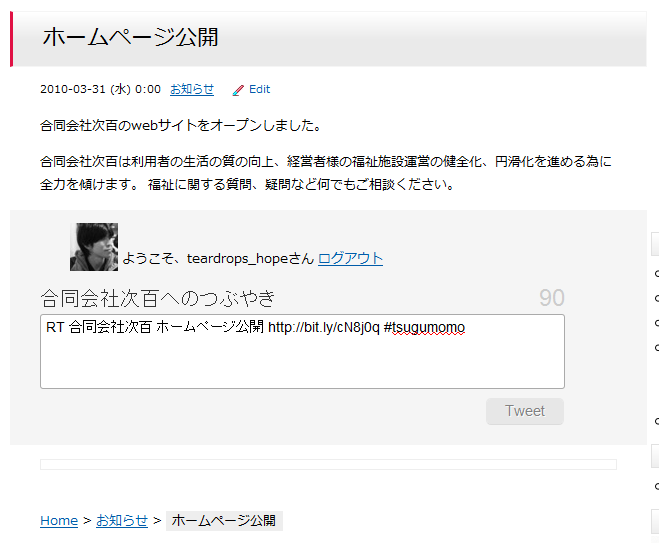 ホームページ公開
2010-03-31 (水) 0:00 お知らせ Edit
合同会社次百のwebサイトをオープンしました。
合同会社次百は利用者の生活の質の向上、経営者様の福祉施設運営の健全化、円滑化を進める為に
全力を傾けます。 福祉に関する質問、疑問など何でもご相談ください。
ようこそ、teardrops_hopeさん ログアウト
合同会社次百へのつぶやき 90
RT 合同会社次百 ホームページ公開 http://bit.ly/cN8j0q #tsugumomo
Tweet
Home > お知らせ > ホームページ公開